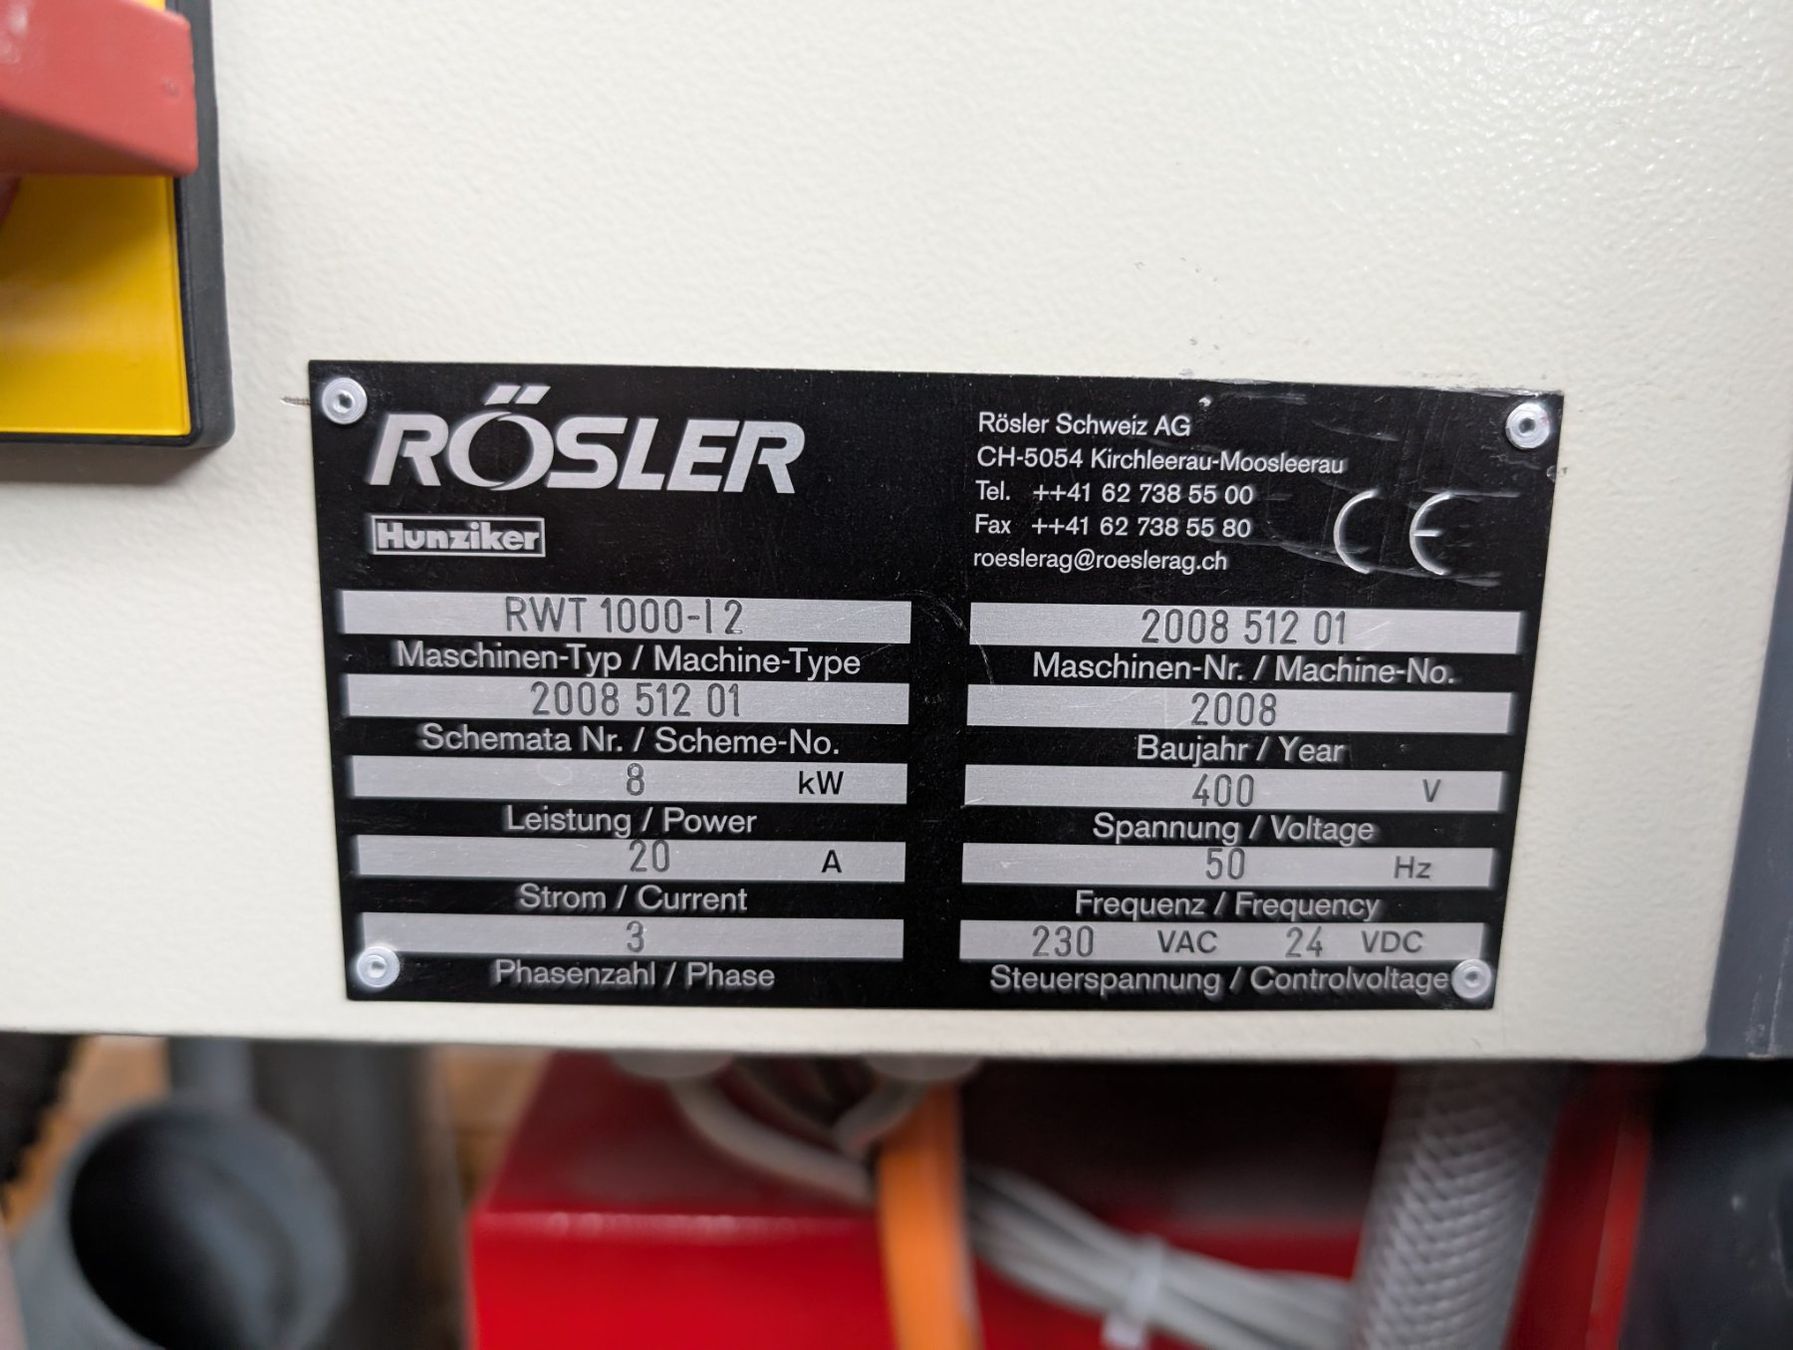 RÖSLER
Hunziker
Rösler Schweiz AG
CH-5054 Kirchleerau-Moosleerau
Tel. ++41 62 738 55 00
Fax ++41 62 738 55 80
roeslerag@roeslerag.ch
CE
RWT 1000-I2
Maschinen-Typ / Machine-Type
2008 512 01
Maschinen-Nr. / Machine-No.
2008 512 01
Schemata Nr. / Scheme-No.
2008
Baujahr / Year
8 kW
Leistung / Power
400 V
Spannung / Voltage
20 A
Strom / Current
50 Hz
Frequenz / Frequency
3
Phasenzahl / Phase
230 VAC 24 VDC
Steuerspannung / Controlvoltage